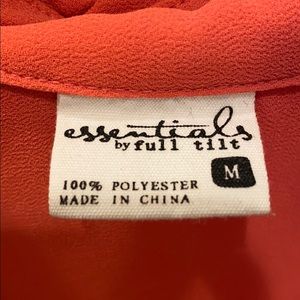 essentials
by full tilt
M
100% POLYESTER
MADE IN CHINA